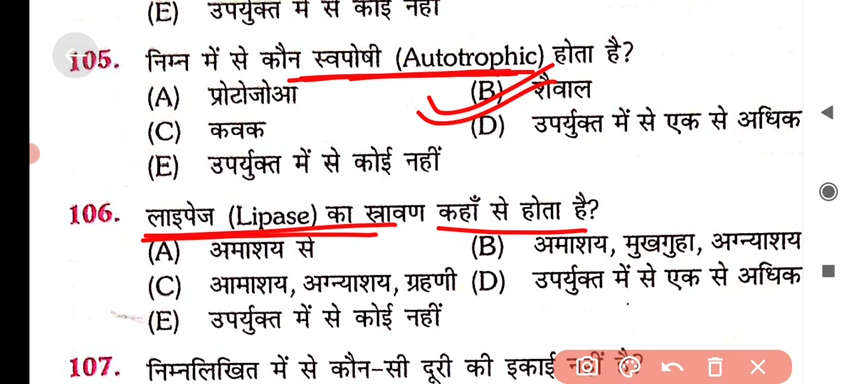 (E) उपर्युक्त में से कोई नहीं
105. निम्न में से कौन स्वपोषी (Autotrophic) होता है?
(A) प्रोटोजोआ (B) शैवाल
(C) कवक (D) उपर्युक्त में से एक से अधिक
(E) उपर्युक्त में से कोई नहीं
106. लाइपेज (Lipase) का स्रावण कहाँ से होता है?
(A) अमाशय से (B) अमाशय, मुखगुहा, अग्न्याशय
(C) आमाशय, अग्न्याशय, ग्रहणी (D) उपर्युक्त में से एक से अधिक
(E) उपर्युक्त में से कोई नहीं
107. निम्नलिखित में से कौन-सी दूरी की इकाई नहीं है?